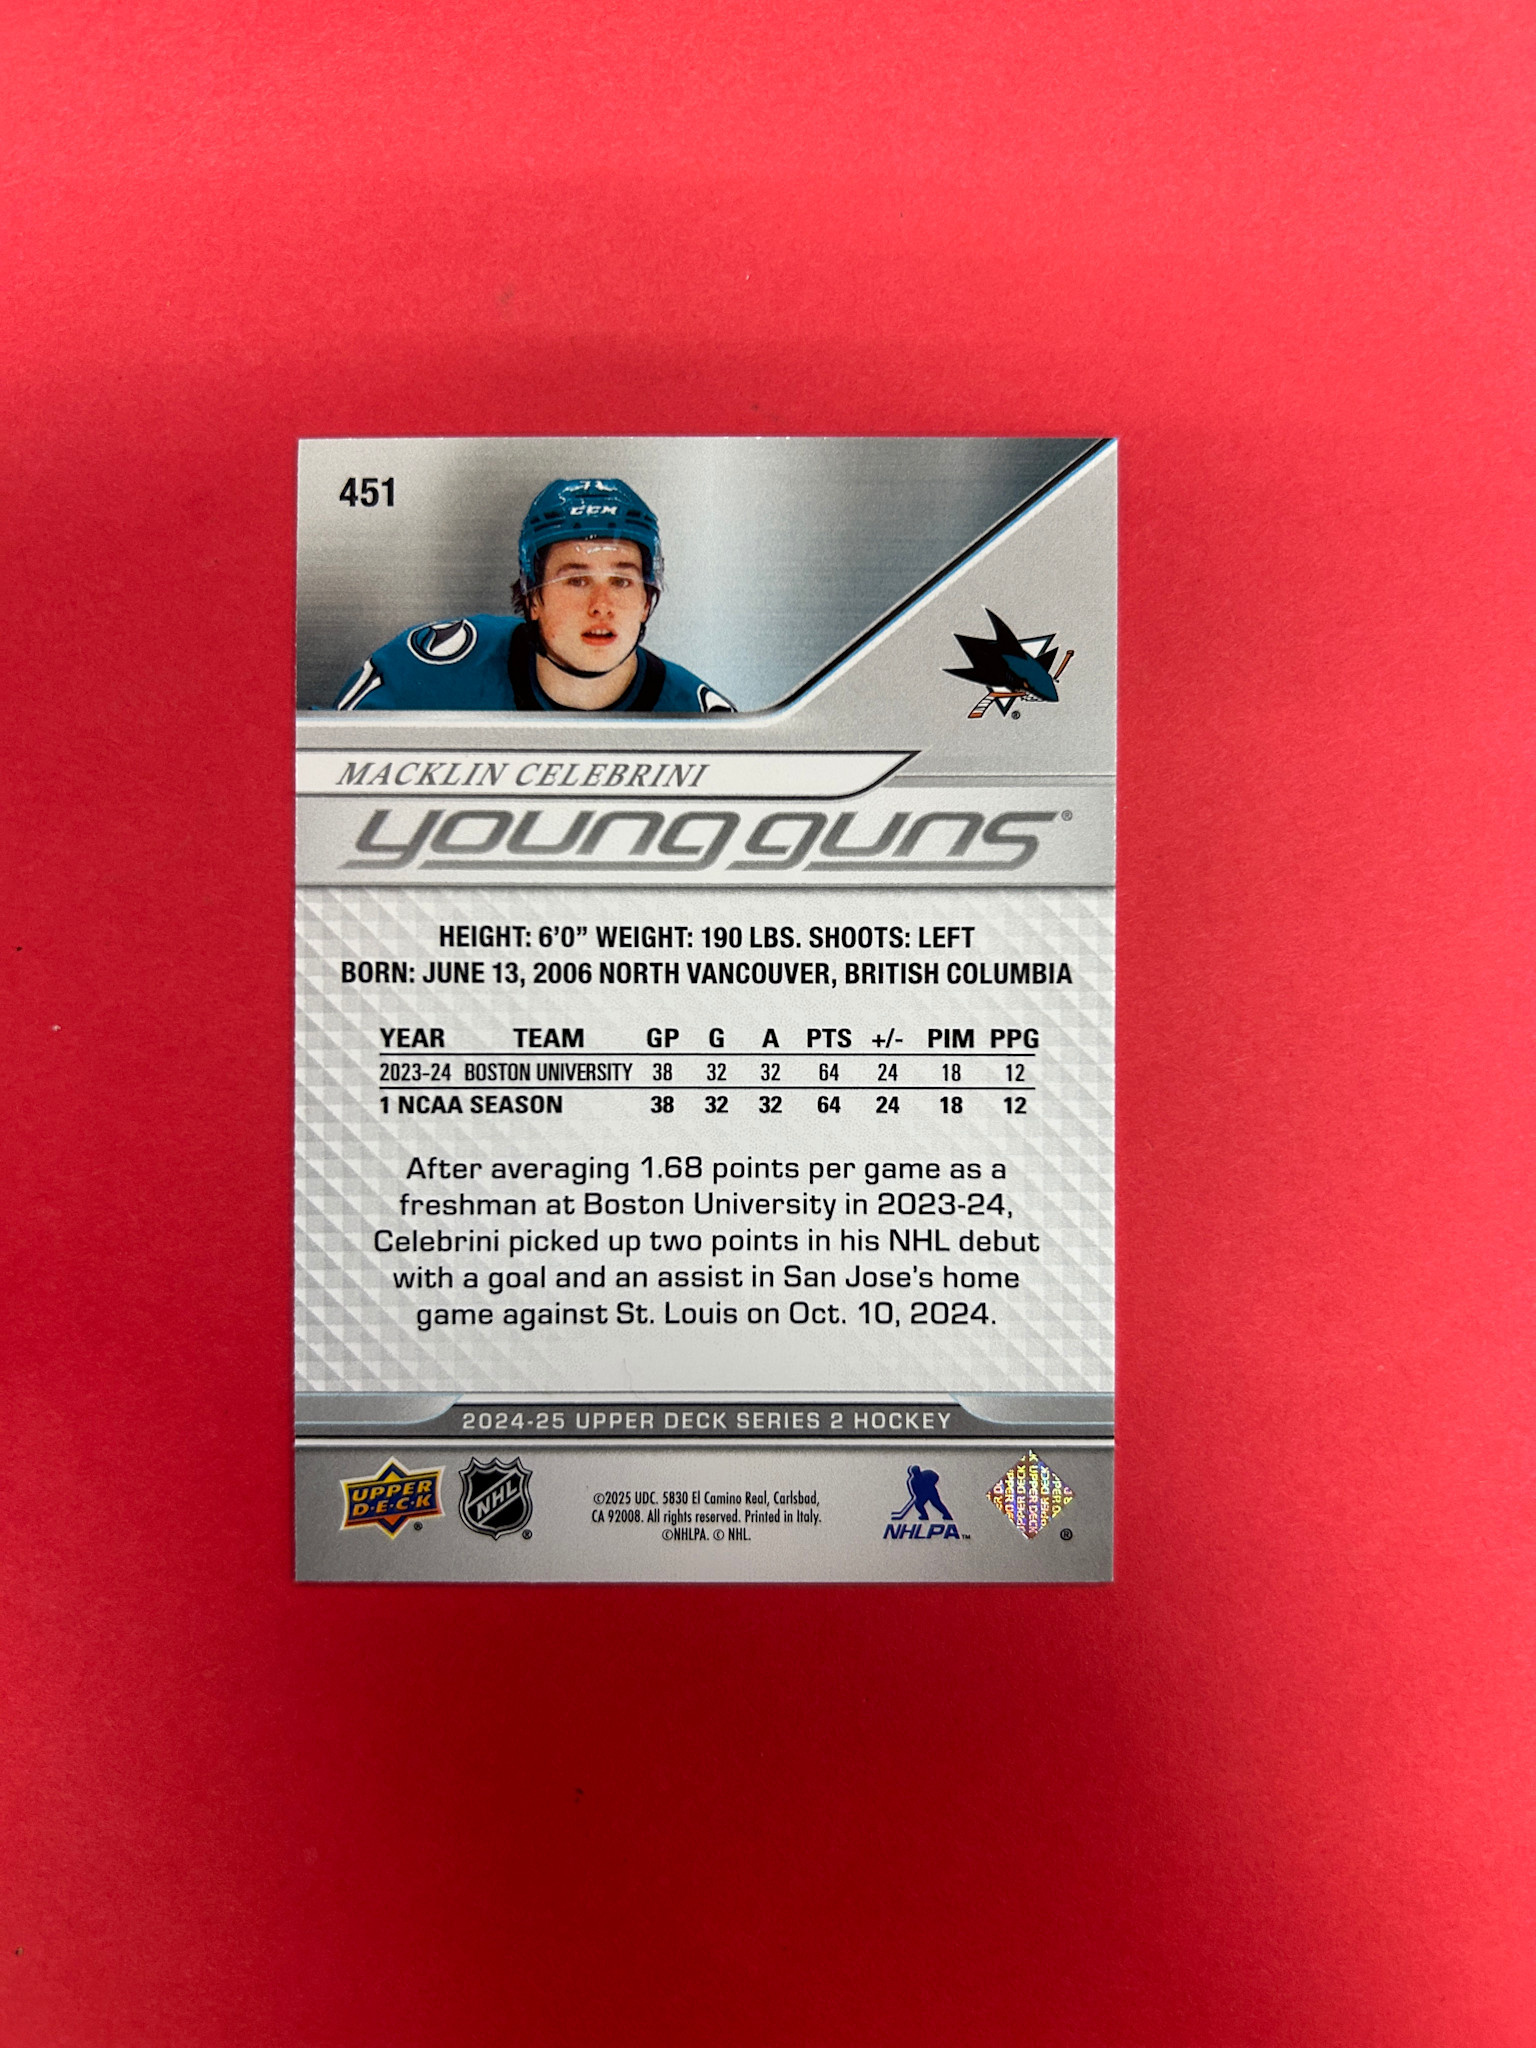 451
CCM
MACKLIN CELEBRINI
young guns®
HEIGHT: 6'0" WEIGHT: 190 LBS. SHOOTS: LEFT
BORN: JUNE 13, 2006 NORTH VANCOUVER, BRITISH COLUMBIA
YEAR TEAM GP G A PTS +/- PIM PPG
2023-24 BOSTON UNIVERSITY 38 32 32 64 24 18 12
1 NCAA SEASON 38 32 32 64 24 18 12
After averaging 1.68 points per game as a
freshman at Boston University in 2023-24,
Celebrini picked up two points in his NHL debut
with a goal and an assist in San Jose's home
game against St. Louis on Oct. 10, 2024.
2024-25 UPPER DECK SERIES 2 HOCKEY
UPPER
D·E·C·K ®
NHL ®
©2025 UDC. 5830 El Camino Real, Carlsbad,
CA 92008. All rights reserved. Printed in Italy.
©NHLPA. © NHL.
NHLPA™
UPPER DECK
®